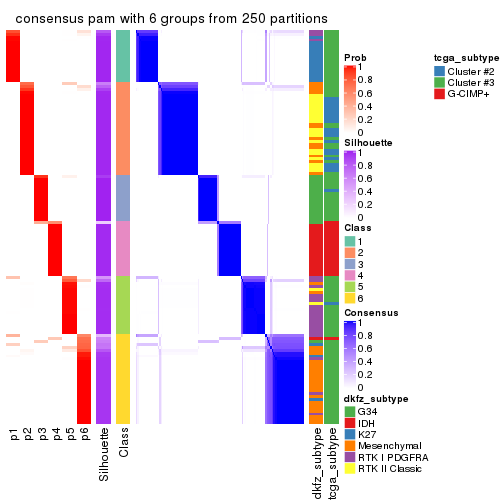 consensus pam with 6 groups from 250 partitions
Prob
1
0.8
0.6
0.4
0.2
0
Silhouette
1
0.8
0.6
0.4
0.2
0
Class
1
2
3
4
5
6
Consensus
1
0.8
0.6
0.4
0.2
0
dkfz_subtype
G34
IDH
K27
Mesenchymal
RTK I PDGFRA
RTK II Classic
tcga_subtype
Cluster #2
Cluster #3
G-CIMP+
p1
p2
p3
p4
p5
p6
Silhouette
Class
dkfz_subtype
tcga_subtype